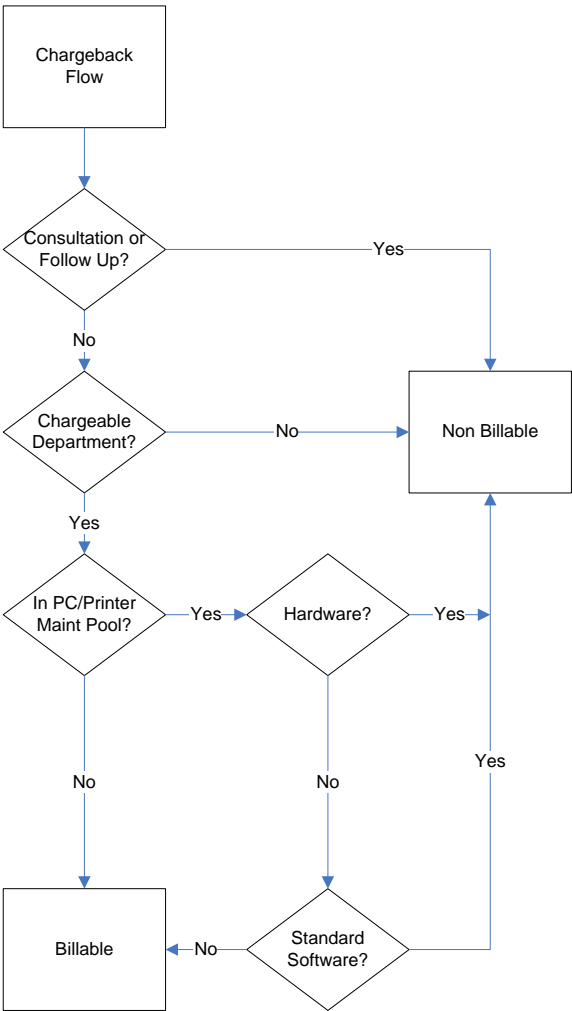 Chargeback
Flow
Consultation or
Follow Up?
Yes
No
Chargeable
Department?
No
Non Billable
Yes
In PC/Printer
Maint Pool?
Yes
Hardware?
Yes
No
No
Yes
Billable
No
Standard
Software?